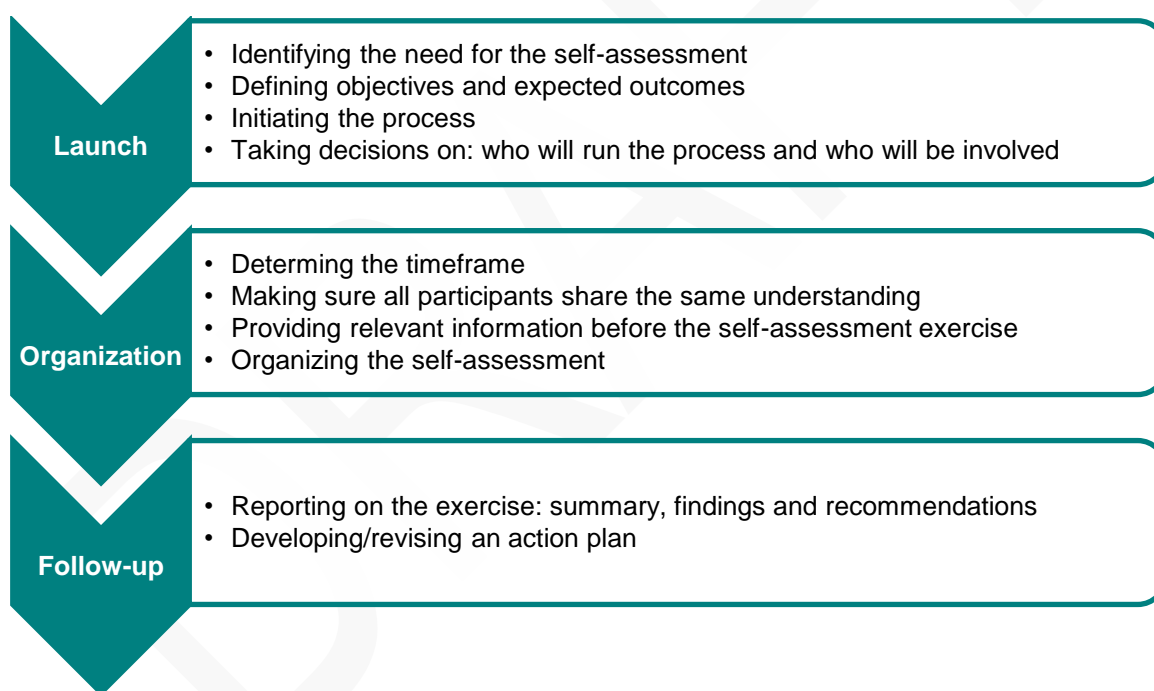 Launch
• Identifying the need for the self-assessment
• Defining objectives and expected outcomes
• Initiating the process
• Taking decisions on: who will run the process and who will be involved
Organization
• Determing the timeframe
• Making sure all participants share the same understanding
• Providing relevant information before the self-assessment exercise
• Organizing the self-assessment
Follow-up
• Reporting on the exercise: summary, findings and recommendations
• Developing/revising an action plan